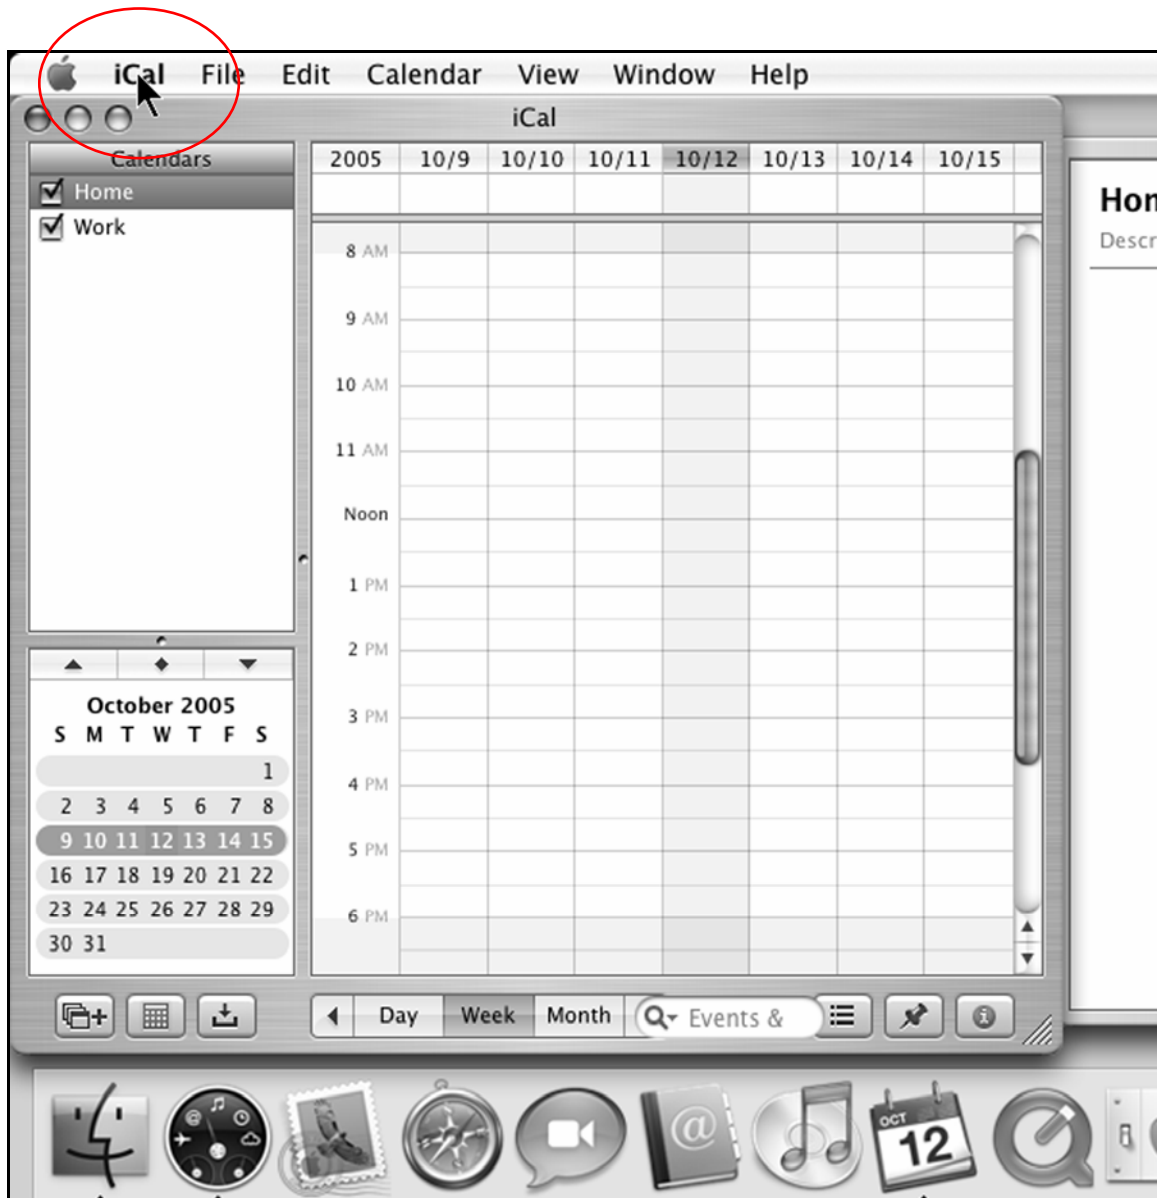 iCal File Edit Calendar View Window Help
iCal
Calendars
Home
Work
2005 10/9 10/10 10/11 10/12 10/13 10/14 10/15
8 AM
9 AM
10 AM
11 AM
Noon
1 PM
2 PM
3 PM
4 PM
5 PM
6 PM
October 2005
S M T W T F S
1
2 3 4 5 6 7 8
9 10 11 12 13 14 15
16 17 18 19 20 21 22
23 24 25 26 27 28 29
30 31
Day Week Month
Events &
Hon
Descr
@
@
OCT
12